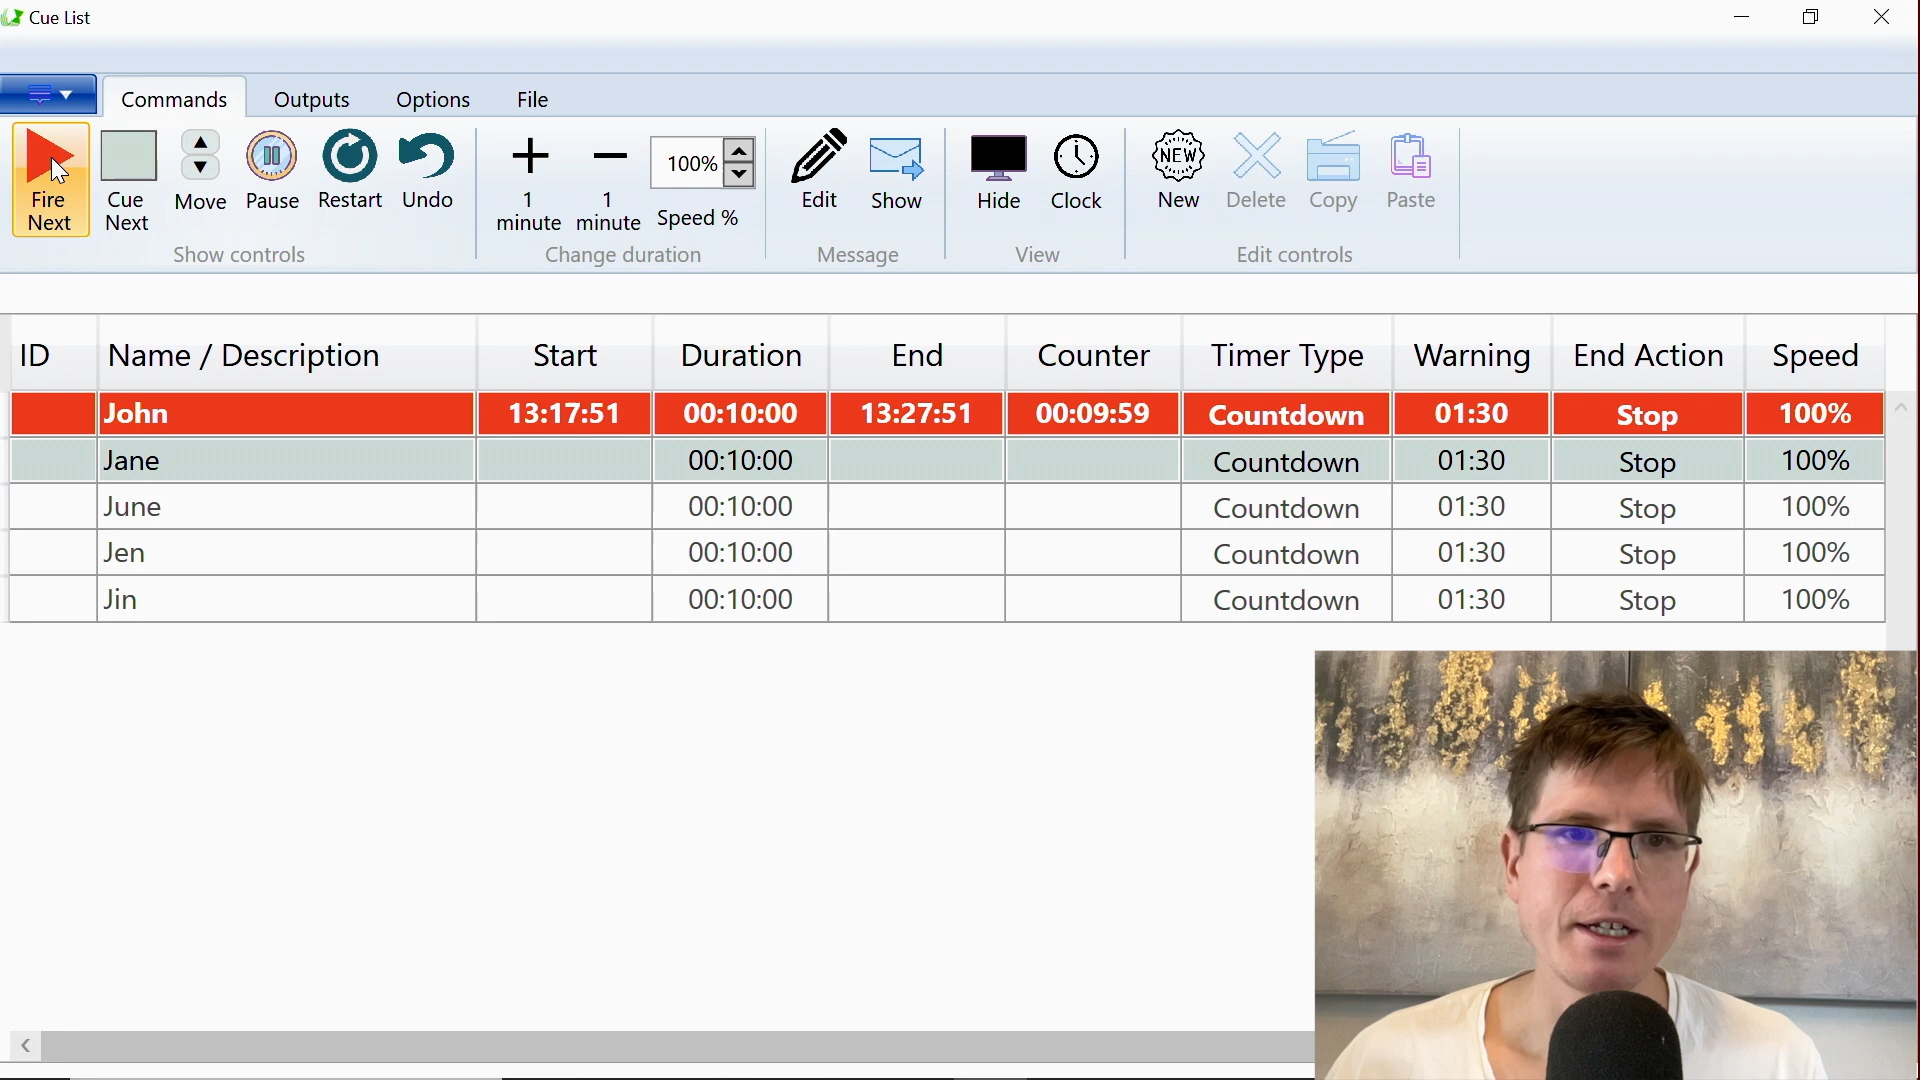 Cue List
Commands Outputs Options File
Fire Next
Cue Next
Move
Pause
Restart
Undo
1 minute
1 minute
100%
Speed %
Edit
Show
Hide
Clock
NEW
New
Delete
Copy
Paste
Show controls
Change duration
Message
View
Edit controls
ID Name / Description Start Duration End Counter Timer Type Warning End Action Speed
John 13:17:51 00:10:00 13:27:51 00:09:59 Countdown 01:30 Stop 100%
Jane 00:10:00 Countdown 01:30 Stop 100%
June 00:10:00 Countdown 01:30 Stop 100%
Jen 00:10:00 Countdown 01:30 Stop 100%
Jin 00:10:00 Countdown 01:30 Stop 100%